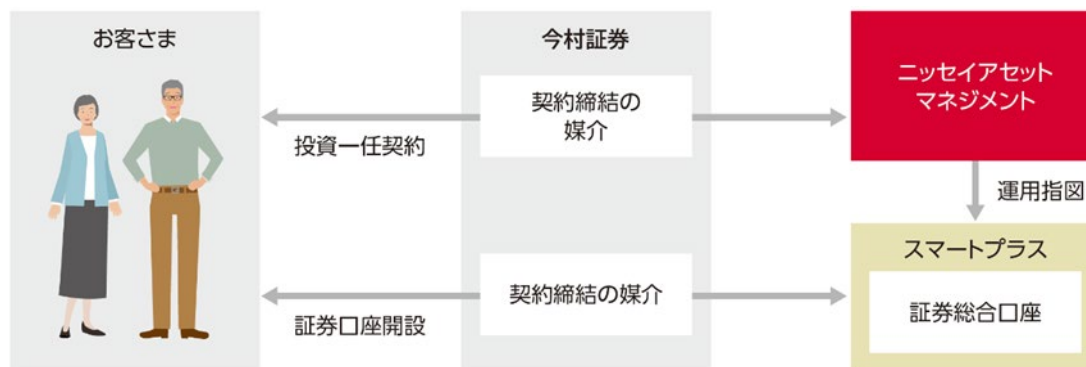 お客さま
今村証券
ニッセイアセット
マネジメント
契約締結の
媒介
投資一任契約
運用指図
スマートプラス
契約締結の媒介
証券総合口座
証券口座開設